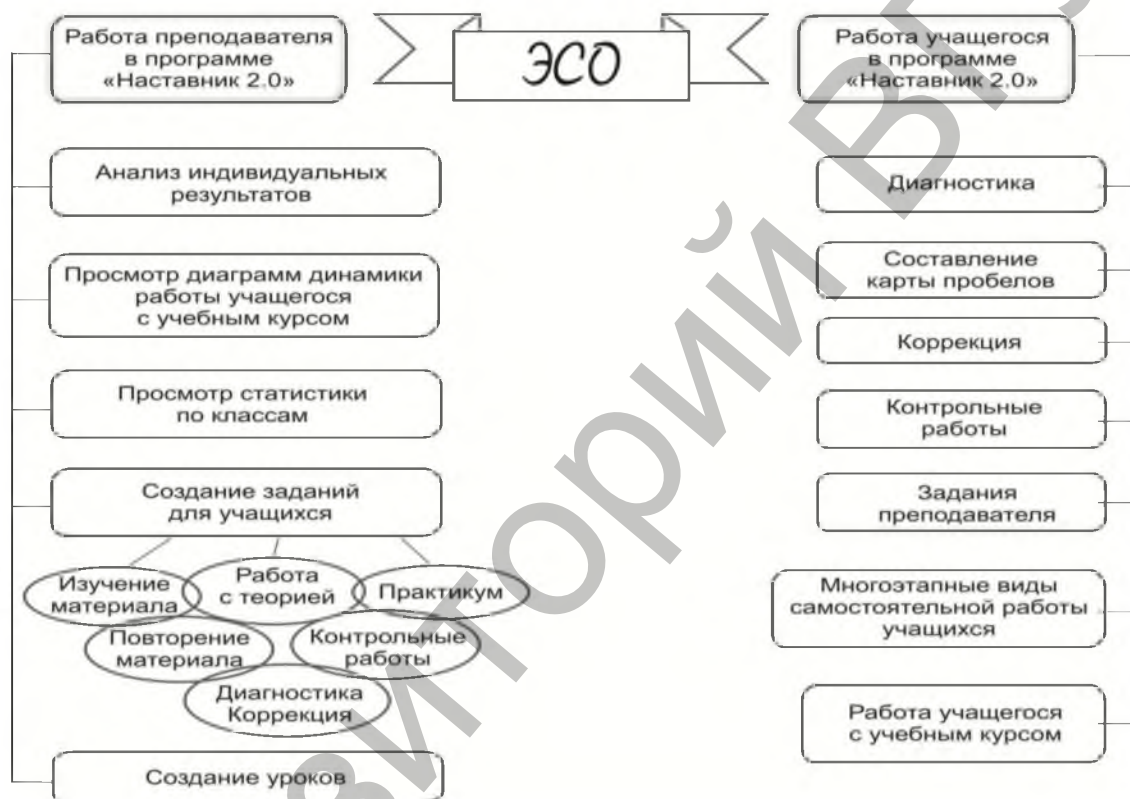 Работа преподавателя
в программе
«Наставник 2.0»
ЭСО
Работа учащегося
в программе
«Наставник 2.0»
Анализ индивидуальных
результатов
Просмотр диаграмм динамики
работы учащегося
с учебным курсом
Просмотр статистики
по классам
Создание заданий
для учащихся
Изучение
материала
Работа
с теорией
Практикум
Повторение
материала
Контрольные
работы
Диагностика
Коррекция
Создание уроков
Диагностика
Составление
карты пробелов
Коррекция
Контрольные
работы
Задания
преподавателя
Многоэтапные виды
самостоятельной работы
учащихся
Работа учащегося
с учебным курсом